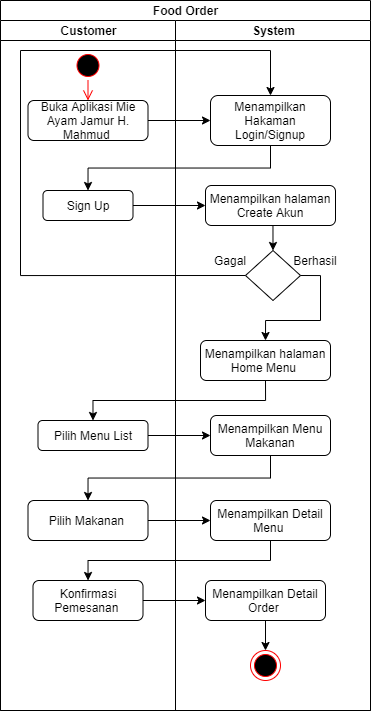 Food Order
Customer
System
Buka Aplikasi Mie
Ayam Jamur H.
Mahmud
Menampilkan
Hakaman
Login/Signup
Sign Up
Menampilkan halaman
Create Akun
Gagal
Berhasil
Menampilkan halaman
Home Menu
Pilih Menu List
Menampilkan Menu
Makanan
Pilih Makanan
Menampilkan Detail
Menu
Konfirmasi
Pemesanan
Menampilkan Detail
Order